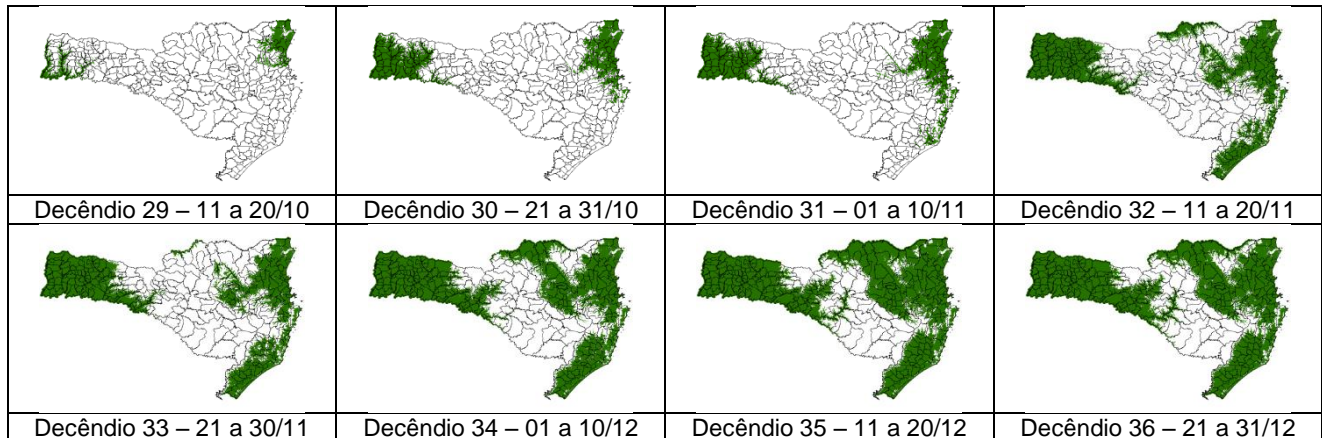 Decêndio 29 – 11 a 20/10
Decêndio 30 – 21 a 31/10
Decêndio 31 – 01 a 10/11
Decêndio 32 – 11 a 20/11
Decêndio 33 – 21 a 30/11
Decêndio 34 – 01 a 10/12
Decêndio 35 – 11 a 20/12
Decêndio 36 – 21 a 31/12